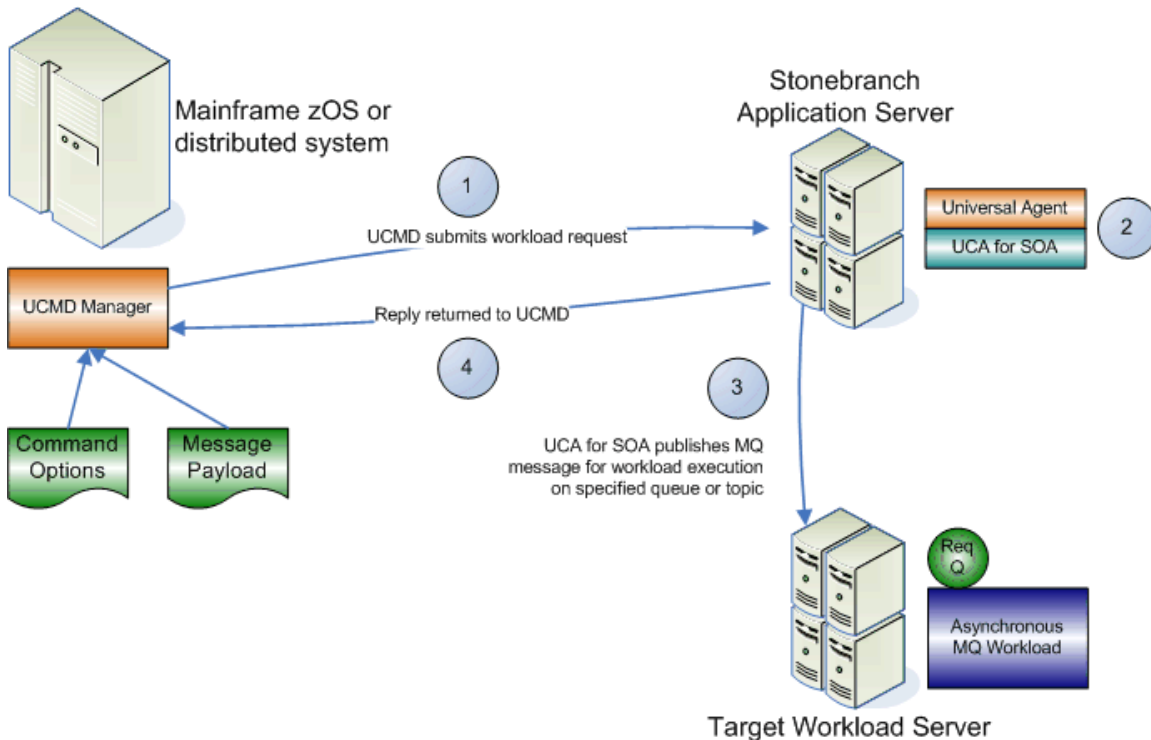 Mainframe zOS or
distributed system
Stonebranch
Application Server
1
UCMD submits workload request
Universal Agent
UCA for SOA
2
UCMD Manager
Reply returned to UCMD
4
3
Command
Options
Message
Payload
UCA for SOA publishes MQ
message for workload execution
on specified queue or topic
Req
Q
Asynchronous
MQ Workload
Target Workload Server